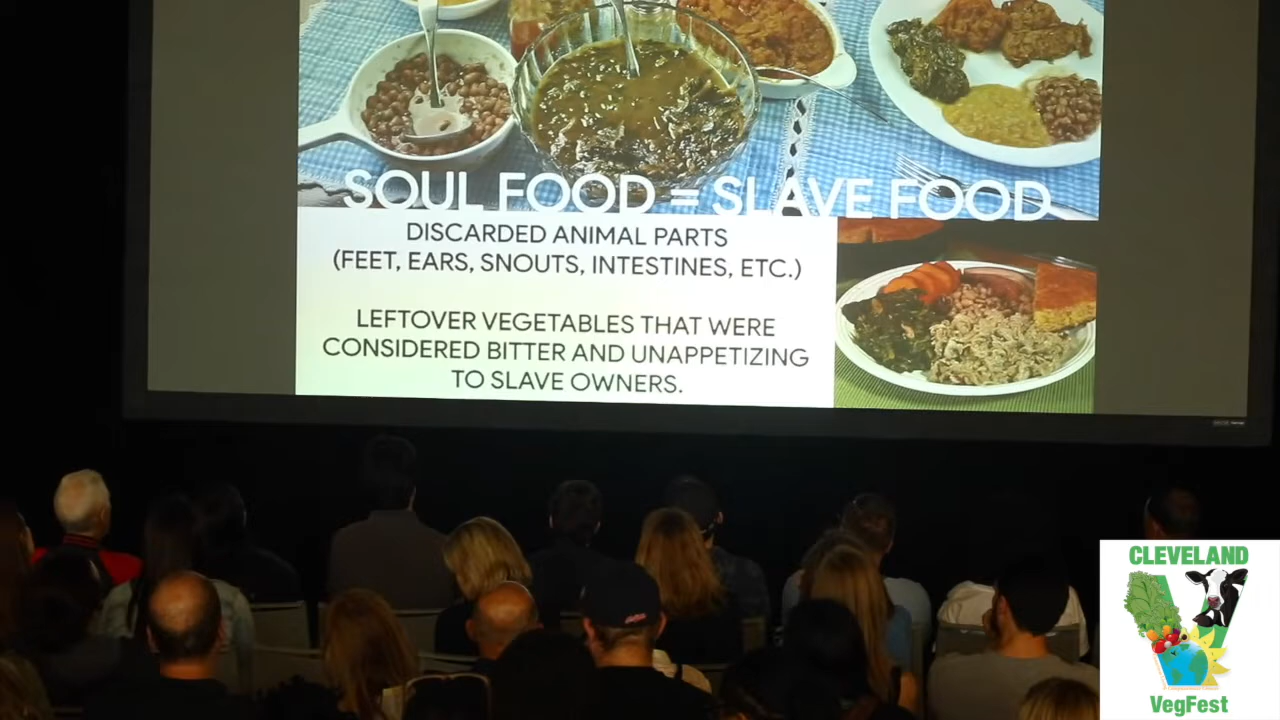 SOUL FOOD = SLAVE FOOD
DISCARDED ANIMAL PARTS
(FEET, EARS, SNOUTS, INTESTINES, ETC.)
LEFTOVER VEGETABLES THAT WERE
CONSIDERED BITTER AND UNAPPETIZING
TO SLAVE OWNERS.
CLEVELAND
VegFest